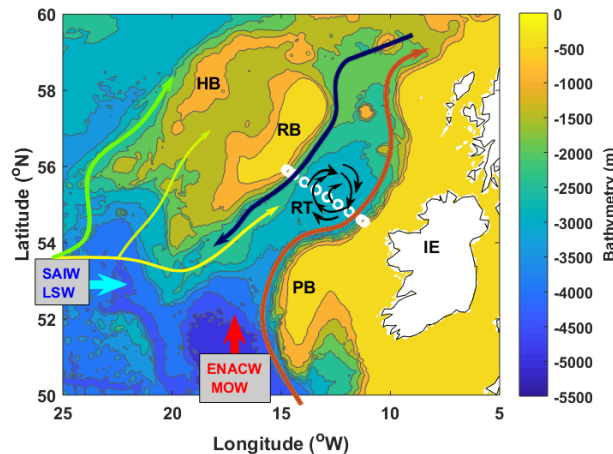 60
58
56
54
52
50
Latitude (°N)
HB
RB
RT
IE
PB
SAIW
LSW
ENACW
MOW
25
20
15
10
5
Longitude (°W)
0
-500
-1000
-1500
-2000
-2500
-3000
-3500
-4000
-4500
-5000
-5500
Bathymetry (m)